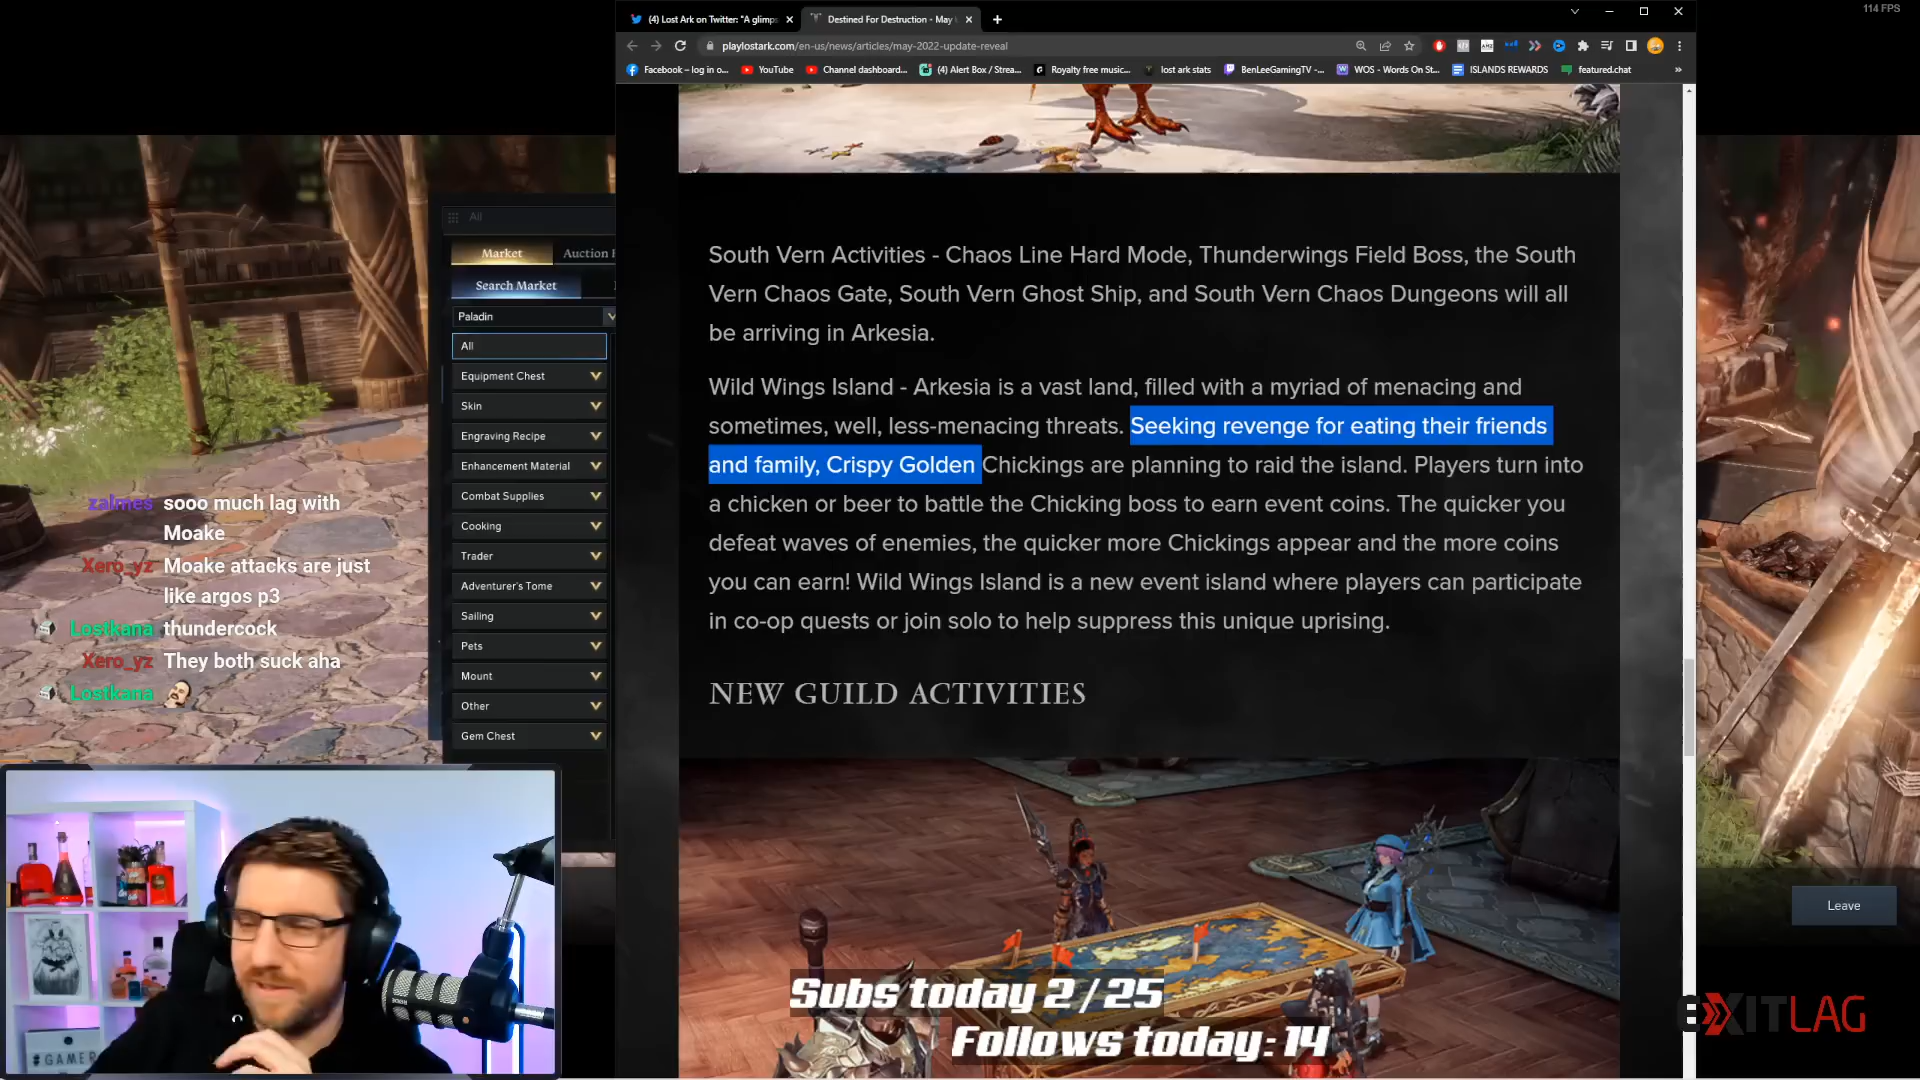 114 FPS
(4) Lost Ark on Twitter: "A glimps
Destined For Destruction - May
playlostark.com/en-us/news/articles/may-2022-update-reveal
Facebook – log in o...
YouTube
Channel dashboard...
(4) Alert Box / Strea...
Royalty free music...
lost ark stats
BenLeeGamingTV -...
WOS - Words On St...
ISLANDS REWARDS
featured.chat
All
Market
Auction
Search Market
Paladin
All
Equipment Chest
Skin
Engraving Recipe
Enhancement Material
Combat Supplies
Cooking
Trader
Adventurer's Tome
Sailing
Pets
Mount
Other
Gem Chest
zalmes sooo much lag with
Moake
Xero_yz Moake attacks are just
like argos p3
Lostkana thundercock
Xero_yz They both suck aha
Lostkana
South Vern Activities - Chaos Line Hard Mode, Thunderwings Field Boss, the South
Vern Chaos Gate, South Vern Ghost Ship, and South Vern Chaos Dungeons will all
be arriving in Arkesia.
Wild Wings Island - Arkesia is a vast land, filled with a myriad of menacing and
sometimes, well, less-menacing threats. Seeking revenge for eating their friends
and family, Crispy Golden Chickings are planning to raid the island. Players turn into
a chicken or beer to battle the Chicking boss to earn event coins. The quicker you
defeat waves of enemies, the quicker more Chickings appear and the more coins
you can earn! Wild Wings Island is a new event island where players can participate
in co-op quests or join solo to help suppress this unique uprising.
NEW GUILD ACTIVITIES
Leave
Subs today 2/25
Follows today: 14
EXITLAG
#GAMER